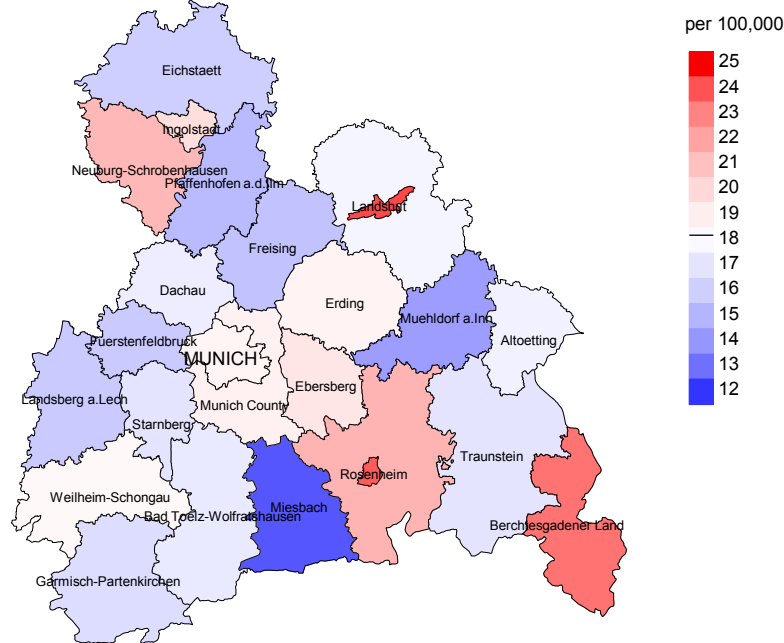 per 100,000
25
24
23
22
21
20
19
18
17
16
15
14
13
12
Eichstaett
Ingolstadt
Neuburg-Schrobenhausen
Pfaffenhofen a.d.Ilm
Landshut
Freising
Dachau
Erding
Muehldorf a.Inn
Altoetting
Fuerstenfeldbruck
MUNICH
Ebersberg
Landsberg a.Lech
Munich County
Starnberg
Traunstein
Rosenheim
Weilheim-Schongau
Miesbach
Bad Toelz-Wolfratshausen
Berchtesgadener Land
Garmisch-Partenkirchen